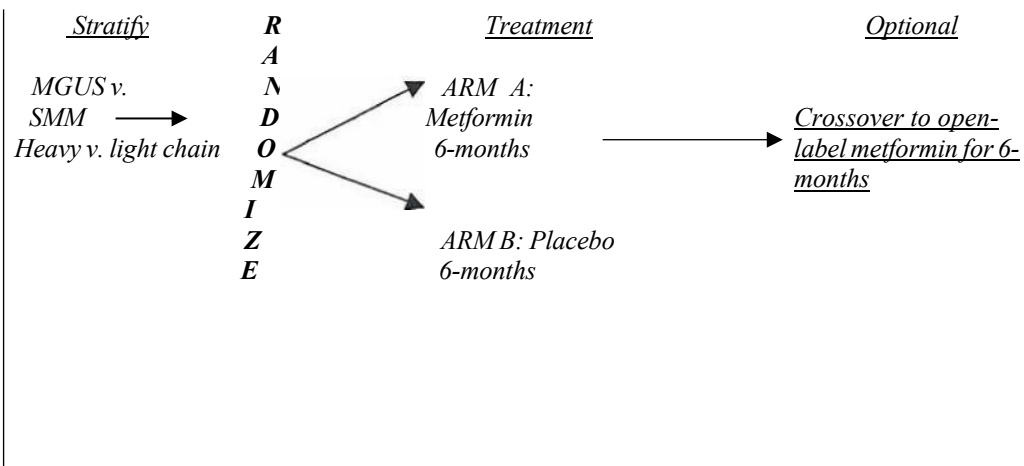 Stratify
MGUS v.
SMM
Heavy v. light chain
R
A
N
D
O
M
I
Z
E
Treatment
ARM A:
Metformin
6-months
ARM B: Placebo
6-months
Optional
Crossover to open-
label metformin for 6-
months